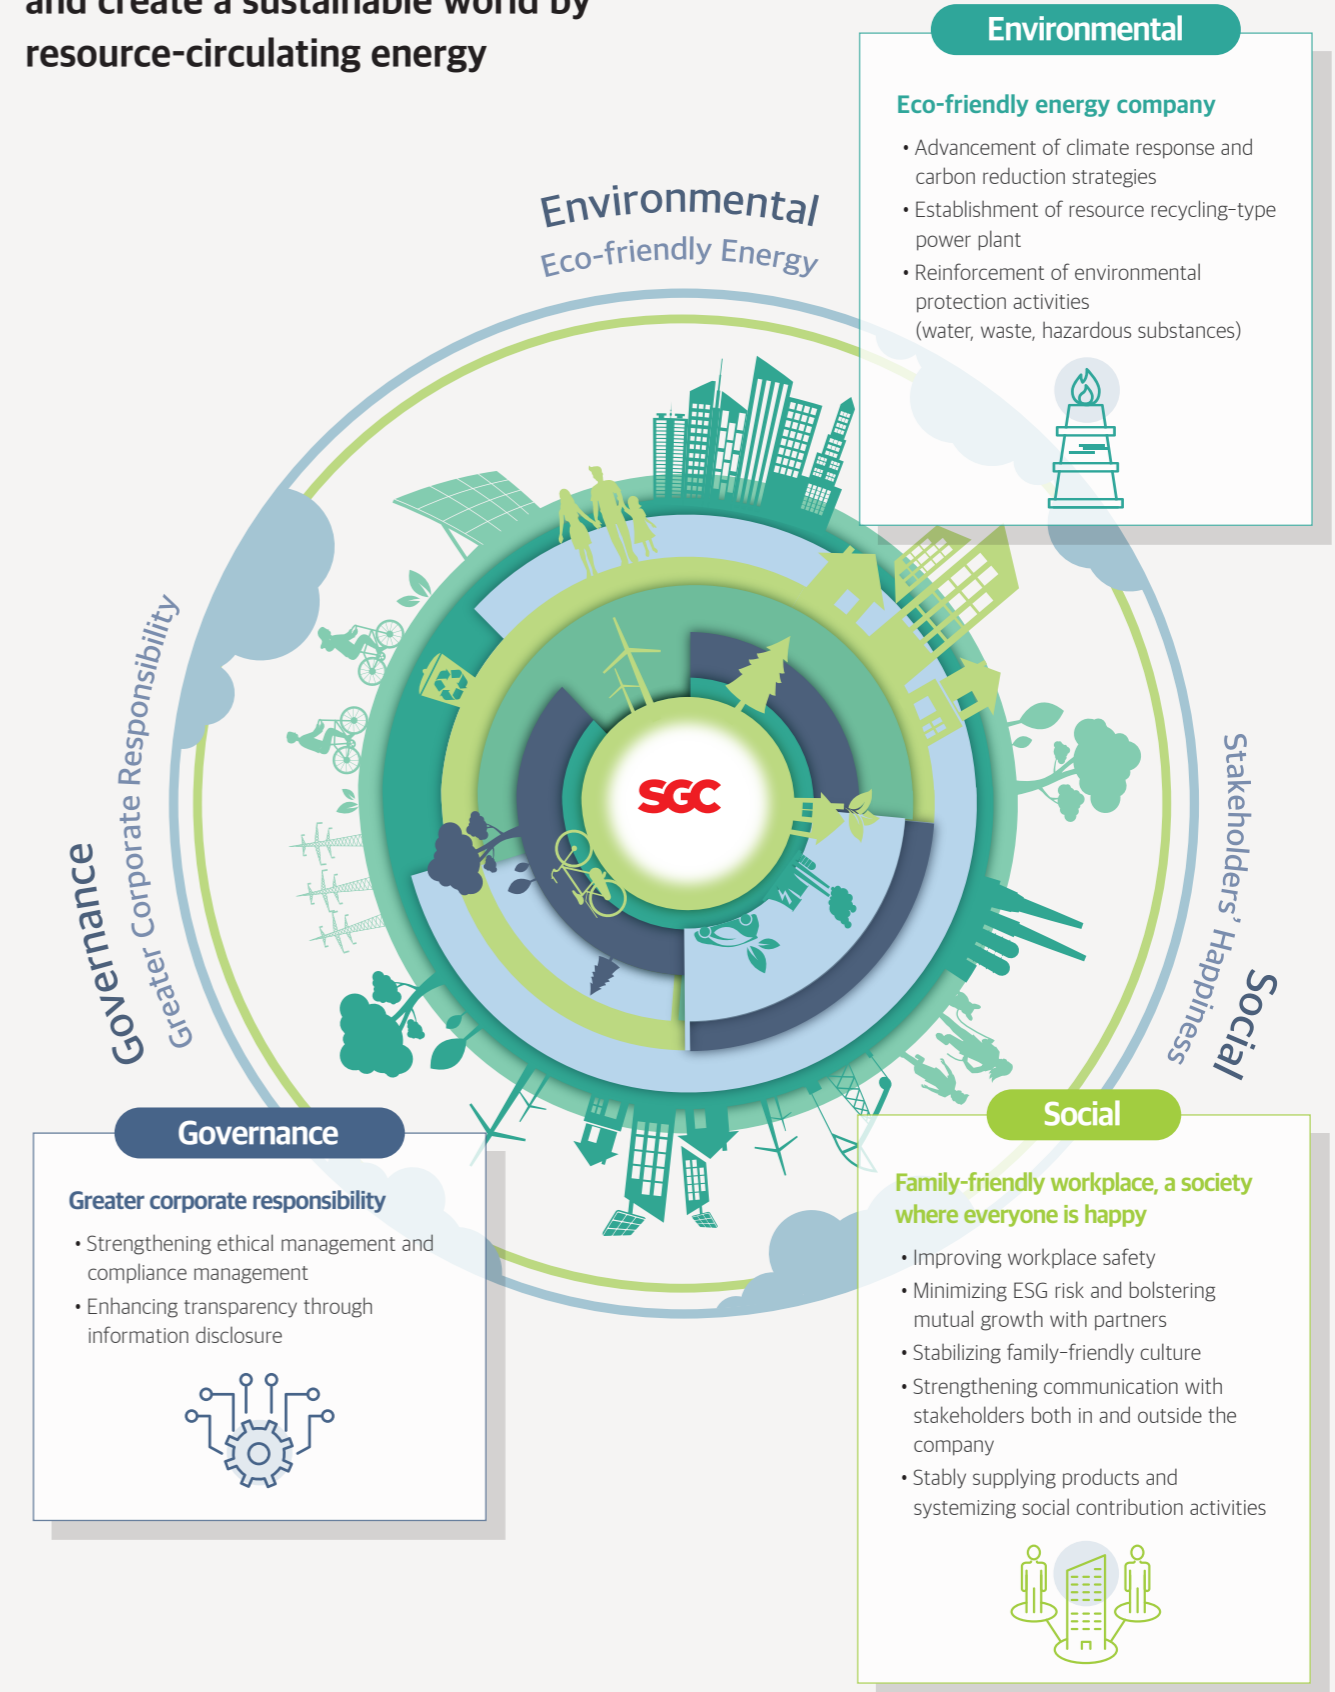 and create a sustainable world by
resource-circulating energy
Environmental
Eco-friendly energy company
• Advancement of climate response and
carbon reduction strategies
• Establishment of resource recycling-type
power plant
• Reinforcement of environmental
protection activities
(water, waste, hazardous substances)
Environmental
Eco-friendly Energy
Governance
Greater Corporate Responsibility
SGC
Stakeholders' Happiness
Social
Governance
Greater corporate responsibility
• Strengthening ethical management and
compliance management
• Enhancing transparency through
information disclosure
Social
Family-friendly workplace, a society
where everyone is happy
• Improving workplace safety
• Minimizing ESG risk and bolstering
mutual growth with partners
• Stabilizing family-friendly culture
• Strengthening communication with
stakeholders both in and outside the
company
• Stably supplying products and
systemizing social contribution activities